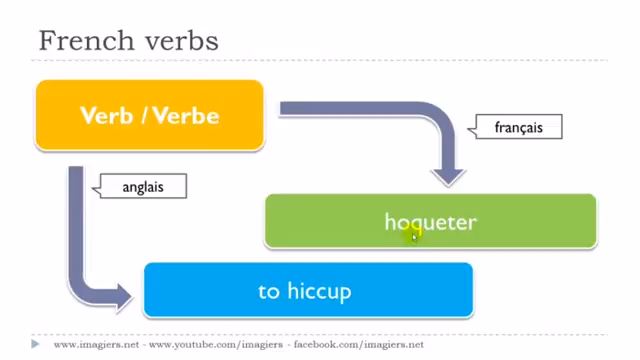 French verbs
Verb / Verbe
français
anglais
hoqueter
to hiccup
www.imagiers.net - www.youtube.com/imagiers - facebook.com/imagiers.net